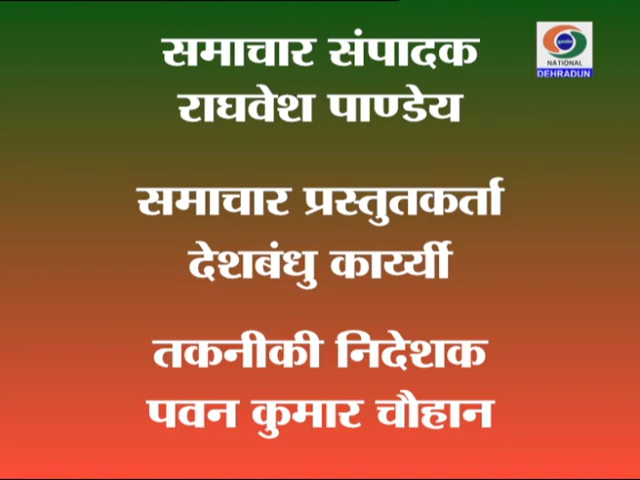 समाचार संपादक
राघवेश पाण्डेय
समाचार प्रस्तुतकर्ता
देशबंधु कार्य्यी
तकनीकी निदेशक
पवन कुमार चौहान
NATIONAL
DEHRADUN